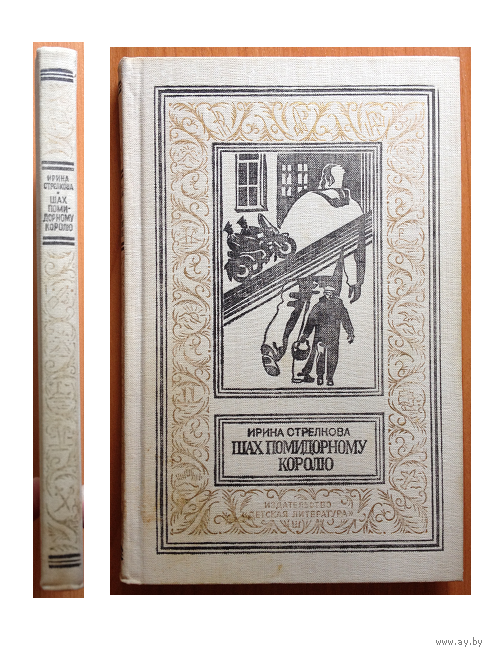 ИРИНА
СТРЕЛКОВА
ШАХ
ПОМИ-
ДОРНОМУ
КОРОЛЮ
ИРИНА СТРЕЛКОВА
ШАХ ПОМИДОРНОМУ
КОРОЛЮ
ИЗДАТЕЛЬСТВО
«ДЕТСКАЯ ЛИТЕРАТУРА»
www.ay.by